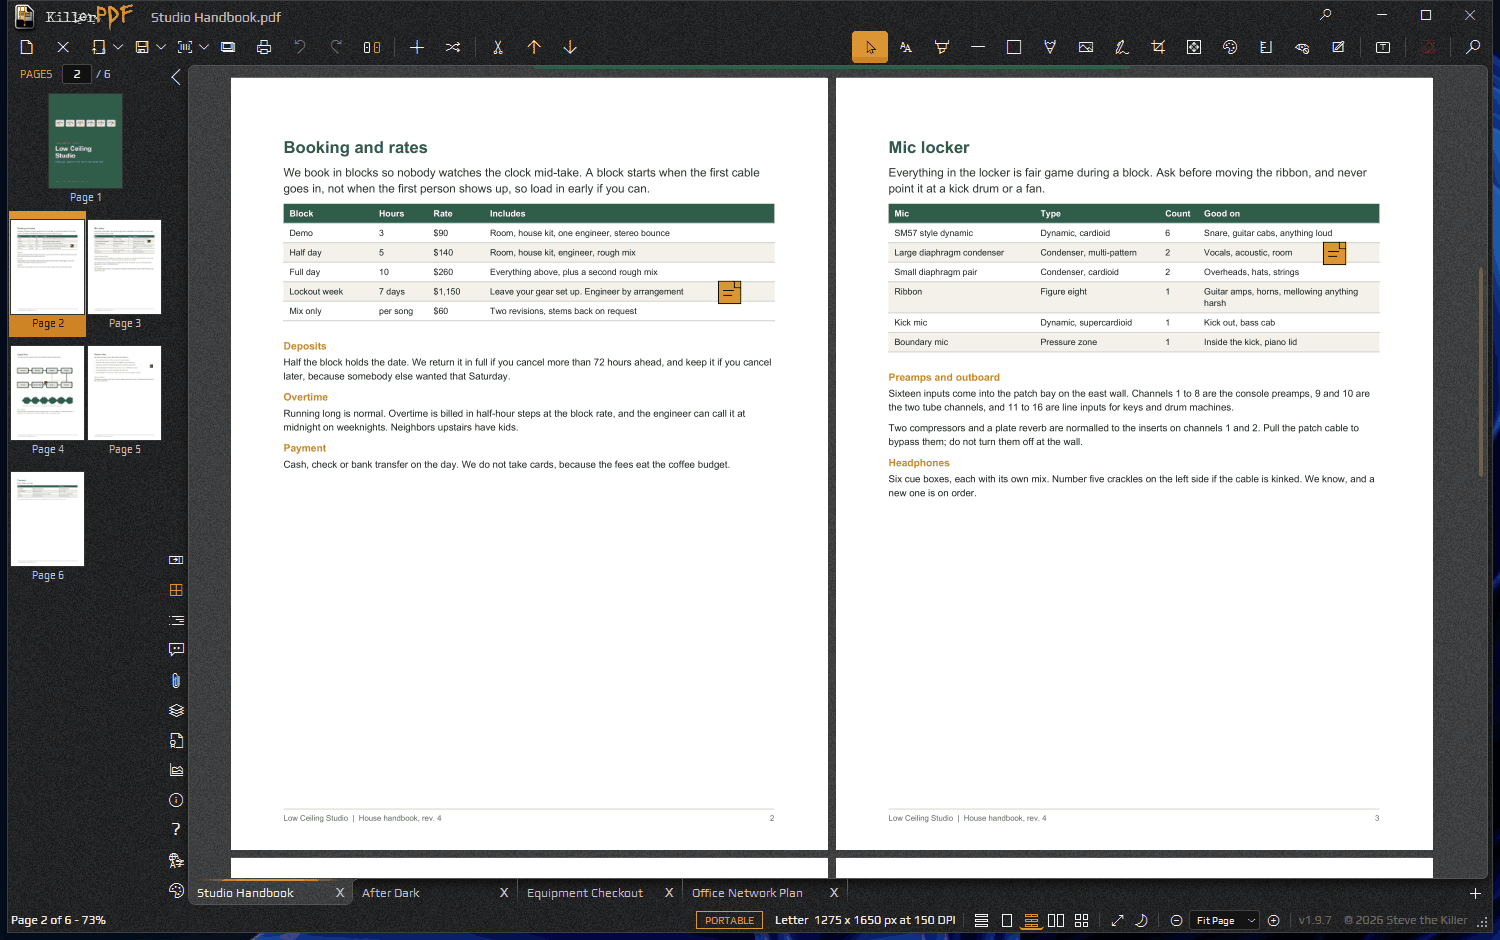 KillerPDF
Studio Handbook.pdf
PAGES 2 / 6
Low Ceiling
Studio
Page 1
Page 2
Page 3
Page 4
Page 5
Page 6
Booking and rates
We book in blocks so nobody watches the clock mid-take. A block starts when the first cable
goes in, not when the first person shows up, so load in early if you can.
Block Hours Rate Includes
Demo 3 $90 Room, house kit, one engineer, stereo bounce
Half day 5 $140 Room, house kit, engineer, rough mix
Full day 10 $260 Everything above, plus a second rough mix
Lockout week 7 days $1,150 Leave your gear set up. Engineer by arrangement
Mix only per song $60 Two revisions, stems back on request
Deposits
Half the block holds the date. We return it in full if you cancel more than 72 hours ahead, and keep it if you cancel
later, because somebody else wanted that Saturday.
Overtime
Running long is normal. Overtime is billed in half-hour steps at the block rate, and the engineer can call it at
midnight on weeknights. Neighbors upstairs have kids.
Payment
Cash, check or bank transfer on the day. We do not take cards, because the fees eat the coffee budget.
Low Ceiling Studio | House handbook, rev. 4 2
Mic locker
Everything in the locker is fair game during a block. Ask before moving the ribbon, and never
point it at a kick drum or a fan.
Mic Type Count Good on
SM57 style dynamic Dynamic, cardioid 6 Snare, guitar cabs, anything loud
Large diaphragm condenser Condenser, multi-pattern 2 Vocals, acoustic, room
Small diaphragm pair Condenser, cardioid 2 Overheads, hats, strings
Ribbon Figure eight 1 Guitar amps, horns, mellowing anything
harsh
Kick mic Dynamic, supercardioid 1 Kick out, bass cab
Boundary mic Pressure zone 1 Inside the kick, piano lid
Preamps and outboard
Sixteen inputs come into the patch bay on the east wall. Channels 1 to 8 are the console preamps, 9 and 10 are
the two tube channels, and 11 to 16 are line inputs for keys and drum machines.
Two compressors and a plate reverb are normalled to the inserts on channels 1 and 2. Pull the patch cable to
bypass them; do not turn them off at the wall.
Headphones
Six cue boxes, each with its own mix. Number five crackles on the left side if the cable is kinked. We know, and a
new one is on order.
Low Ceiling Studio | House handbook, rev. 4 3
Studio Handbook X After Dark X Equipment Checkout X Office Network Plan X
Page 2 of 6 - 73% PORTABLE Letter 1275 x 1650 px at 150 DPI Fit Page v1.9.7 © 2026 Steve the Killer